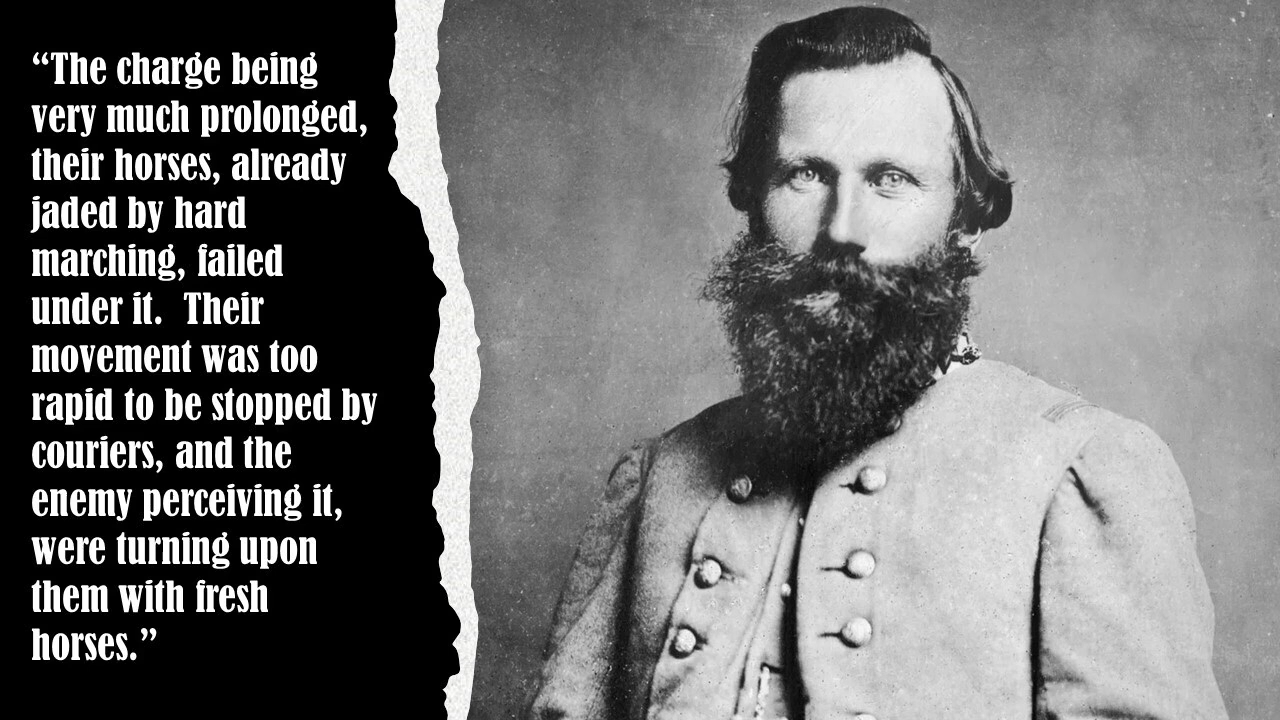 “The charge being
very much prolonged,
their horses, already
jaded by hard
marching, failed
under it.  Their
movement was too
rapid to be stopped by
couriers, and the
enemy perceiving it,
were turning upon
them with fresh
horses.”